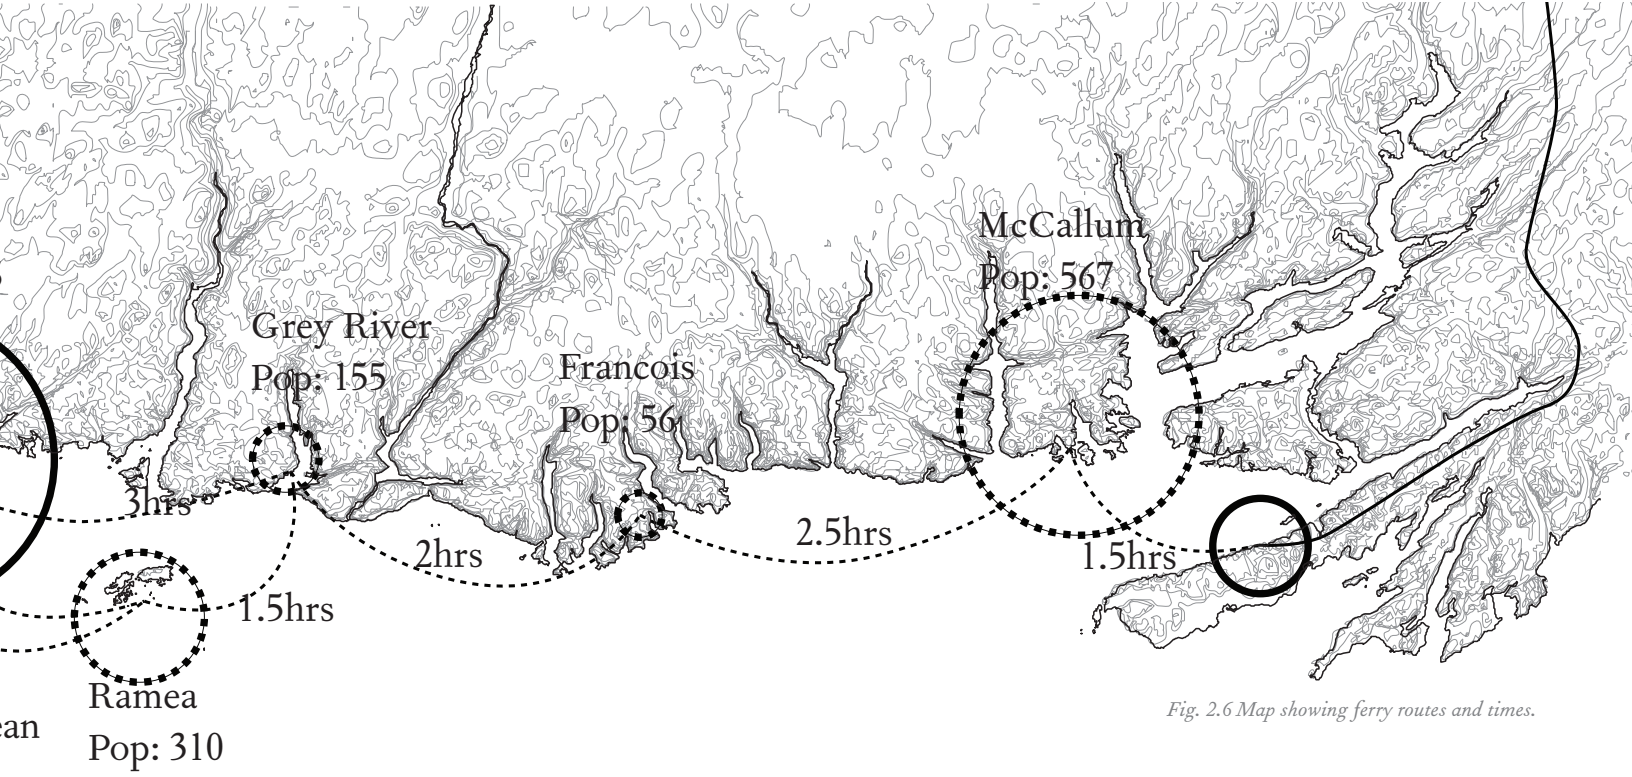 McCallum
Pop: 567
Grey River
Pop: 155
Francois
Pop: 56
3hrs
2hrs
2.5hrs
1.5hrs
1.5hrs
Ramea
Pop: 310
ean
Fig. 2.6 Map showing ferry routes and times.